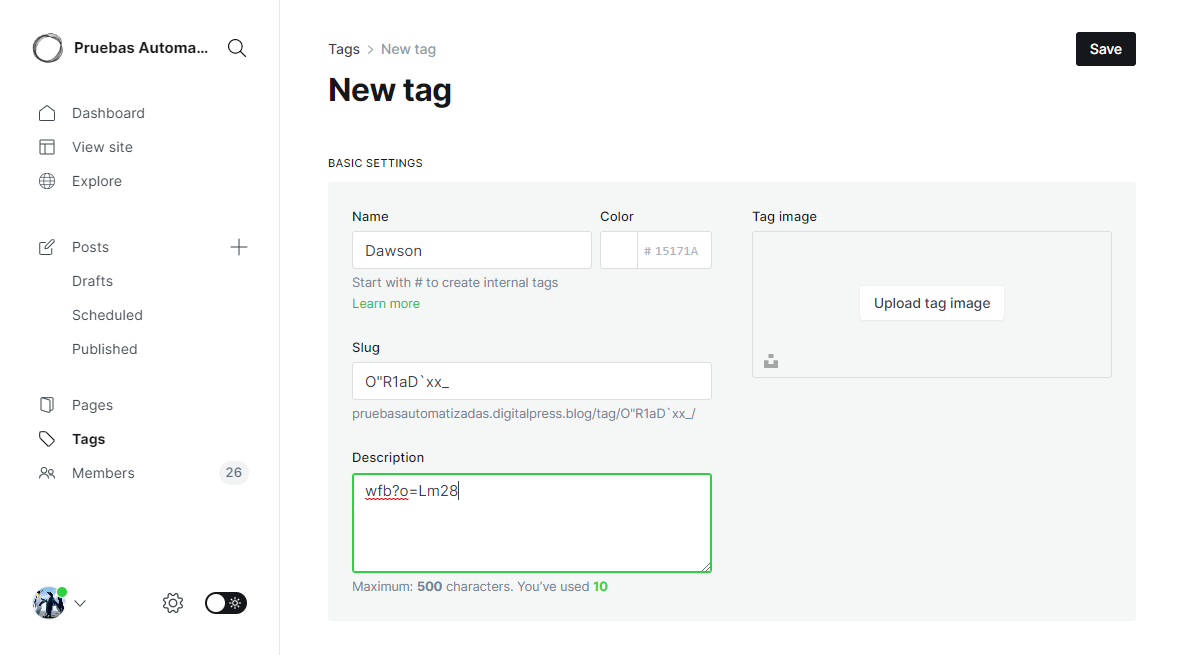 Pruebas Automa...
Dashboard
View site
Explore
Posts
Drafts
Scheduled
Published
Pages
Tags
Members 26
Tags > New tag
Save
New tag
BASIC SETTINGS
Name
Dawson
Color
# 15171A
Start with # to create internal tags
Learn more
Slug
O"R1aD`xx_
pruebasautomatizadas.digitalpress.blog/tag/O"R1aD`xx_/
Description
wfb?o=Lm28
Maximum: 500 characters. You’ve used 10
Tag image
Upload tag image